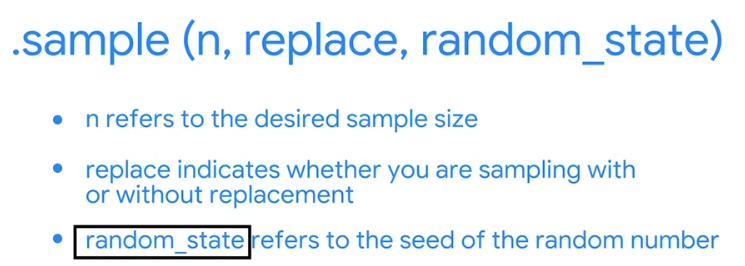 .sample (n, replace, random_state)
• n refers to the desired sample size
• replace indicates whether you are sampling with
or without replacement
• random_state refers to the seed of the random number